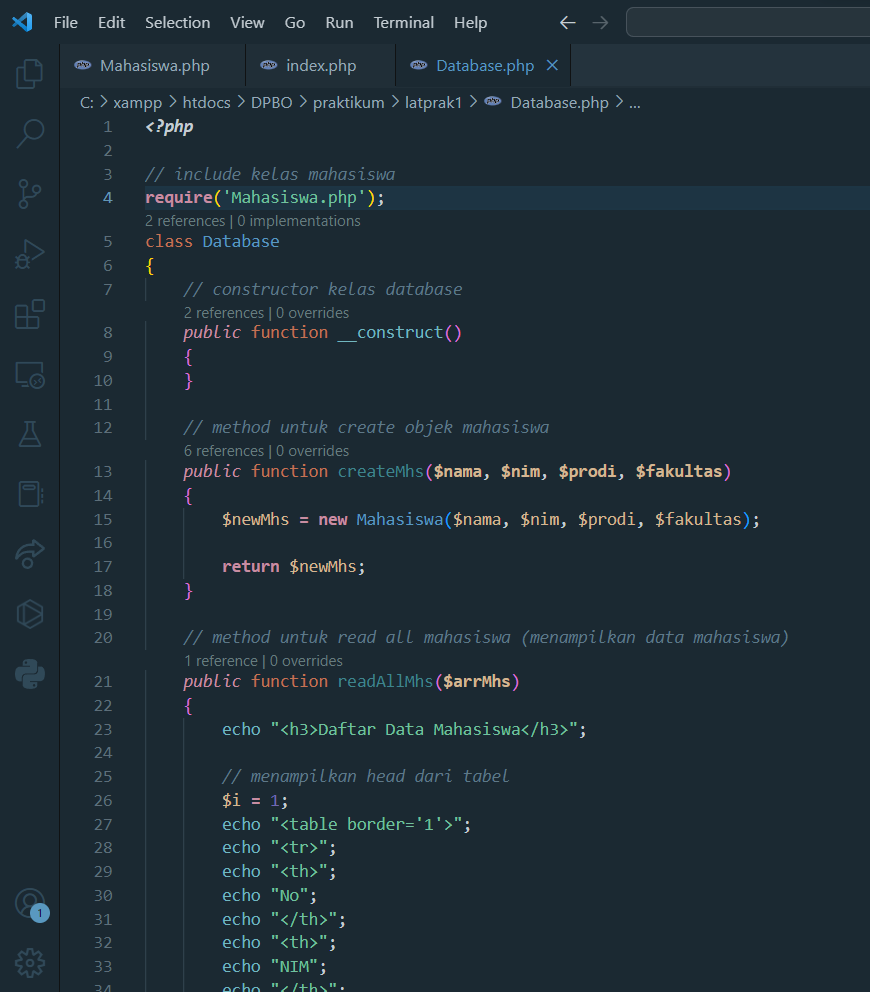 File Edit Selection View Go Run Terminal Help
Mahasiswa.php index.php Database.php
C: > xampp > htdocs > DPBO > praktikum > latprak1 > Database.php > ...
1 <?php
2
3 // include kelas mahasiswa
4 require('Mahasiswa.php');
2 references | 0 implementations
5 class Database
6 {
7 // constructor kelas database
2 references | 0 overrides
8 public function __construct()
9 {
10 }
11
12 // method untuk create objek mahasiswa
6 references | 0 overrides
13 public function createMhs($nama, $nim, $prodi, $fakultas)
14 {
15 $newMhs = new Mahasiswa($nama, $nim, $prodi, $fakultas);
16
17 return $newMhs;
18 }
19
20 // method untuk read all mahasiswa (menampilkan data mahasiswa)
1 reference | 0 overrides
21 public function readAllMhs($arrMhs)
22 {
23 echo "<h3>Daftar Data Mahasiswa</h3>";
24
25 // menampilkan head dari tabel
26 $i = 1;
27 echo "<table border='1'>";
28 echo "<tr>";
29 echo "<th>";
30 echo "No";
31 echo "</th>";
32 echo "<th>";
33 echo "NIM";
34 echo "</th>";
1